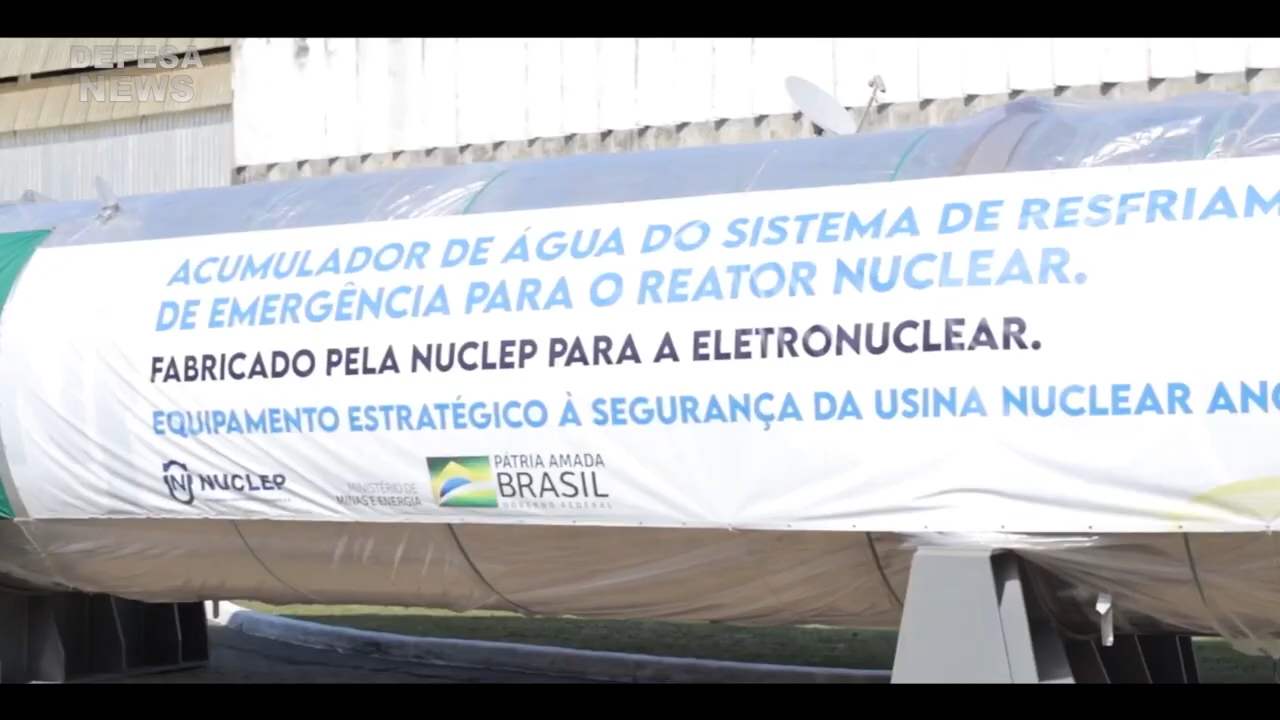 DEFESA
NEWS
ACUMULADOR DE ÁGUA DO SISTEMA DE RESFRIAM
DE EMERGÊNCIA PARA O REATOR NUCLEAR.
FABRICADO PELA NUCLEP PARA A ELETRONUCLEAR.
EQUIPAMENTO ESTRATÉGICO À SEGURANÇA DA USINA NUCLEAR ANG
NUCLEP
MINISTÉRIO DE
MINAS E ENERGIA
PÁTRIA AMADA
BRASIL
GOVERNO FEDERAL